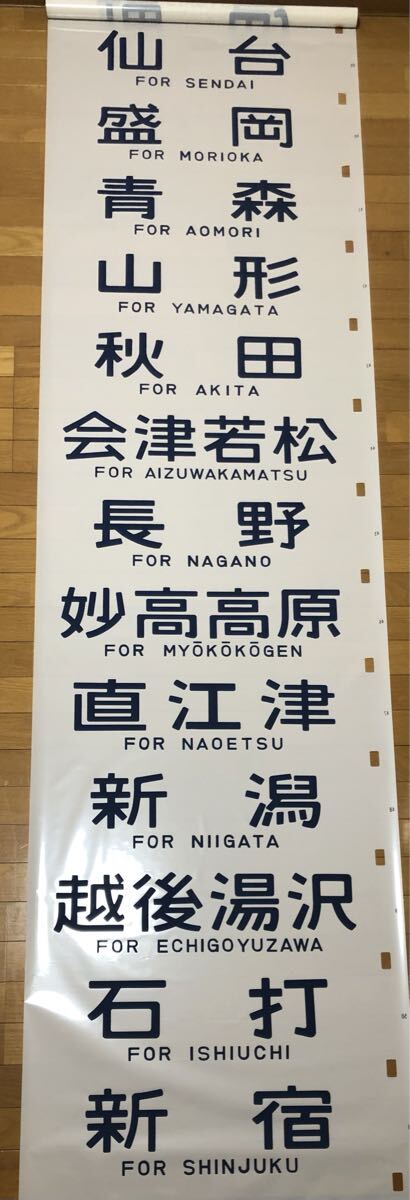 仙台
FOR SENDAI
盛岡
FOR MORIOKA
青森
FOR AOMORI
山形
FOR YAMAGATA
秋田
FOR AKITA
会津若松
FOR AIZUWAKAMATSU
長野
FOR NAGANO
妙高高原
FOR MYŌKŌKŌGEN
直江津
FOR NAOETSU
新潟
FOR NIIGATA
越後湯沢
FOR ECHIGOYUZAWA
石打
FOR ISHIUCHI
新宿
FOR SHINJUKU